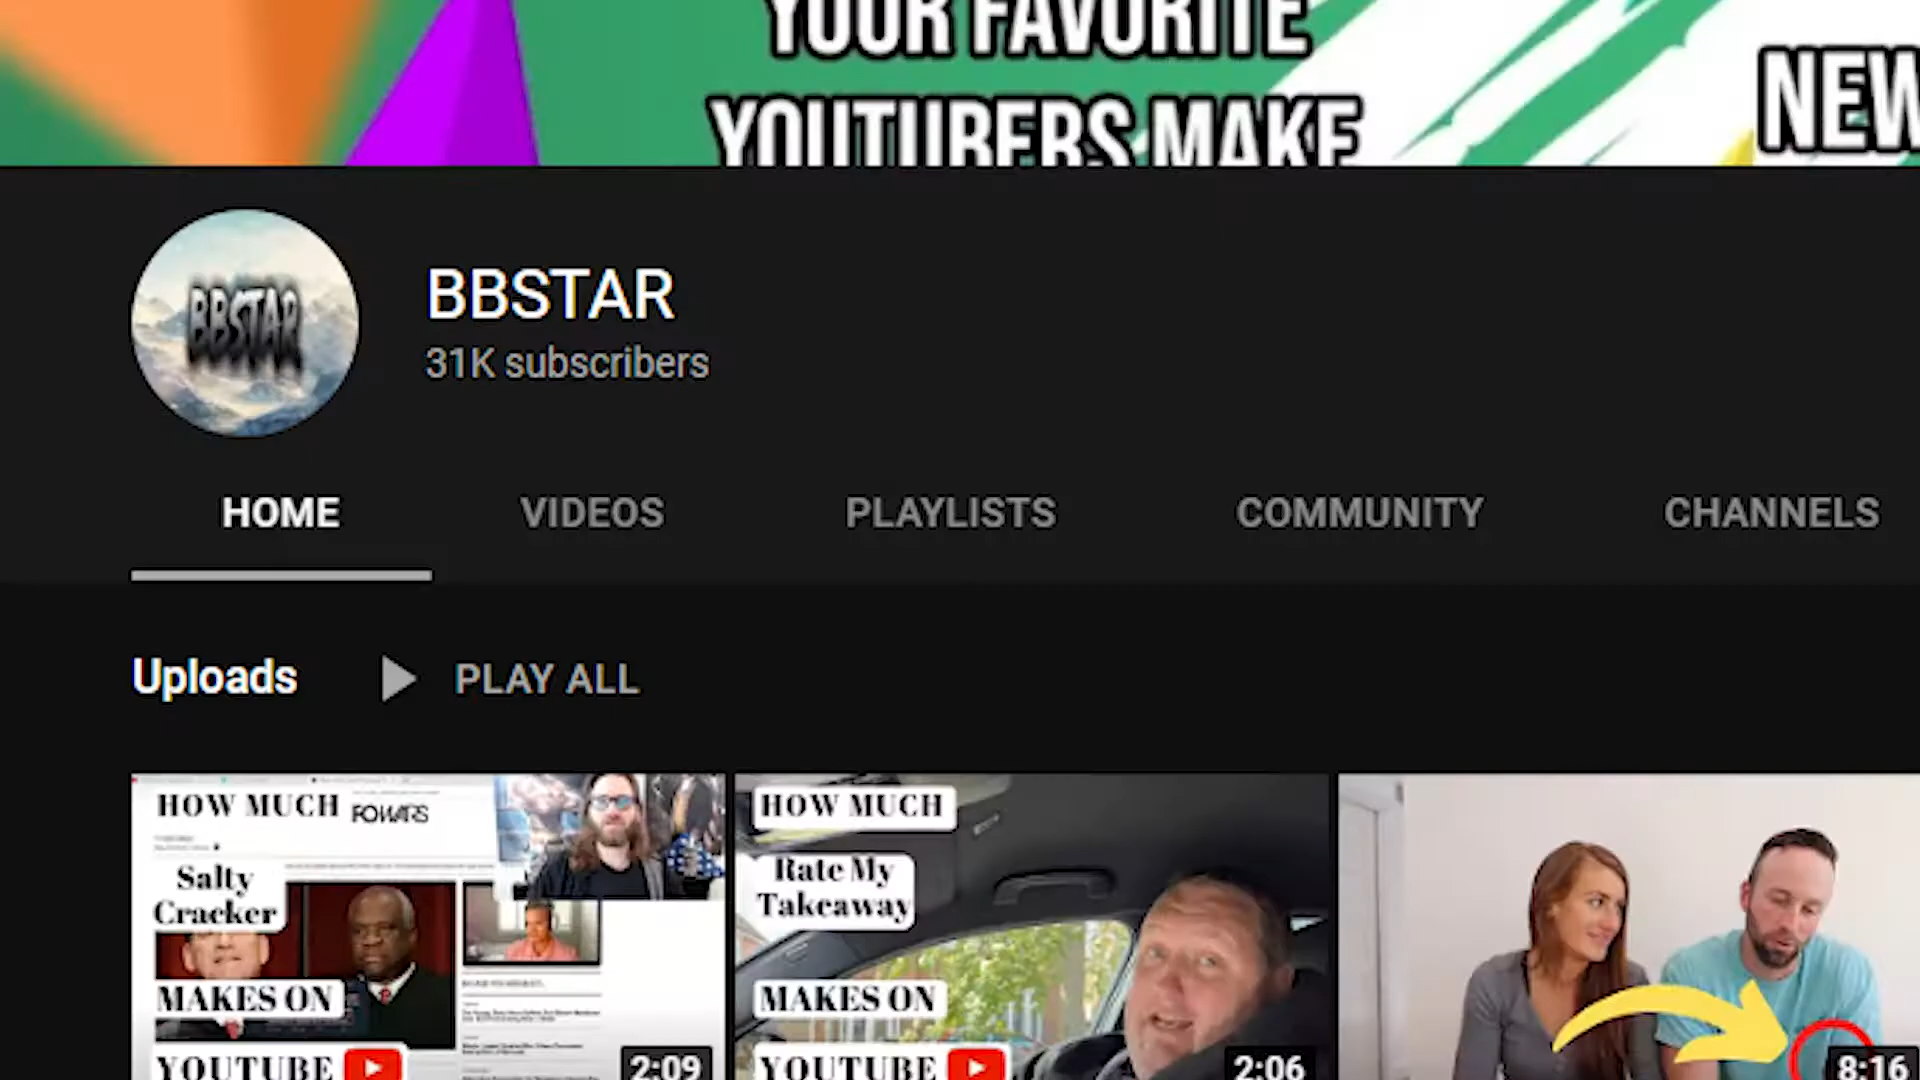 YOUR FAVORITE
YOUTUBERS MAKE
NEW
BBSTAR
BBSTAR
31K subscribers
HOME
VIDEOS
PLAYLISTS
COMMUNITY
CHANNELS
Uploads
PLAY ALL
HOW MUCH
FOWARS
Salty
Cracker
MAKES ON
YOUTUBE
2:09
HOW MUCH
Rate My
Takeaway
MAKES ON
YOUTUBE
2:06
8:16